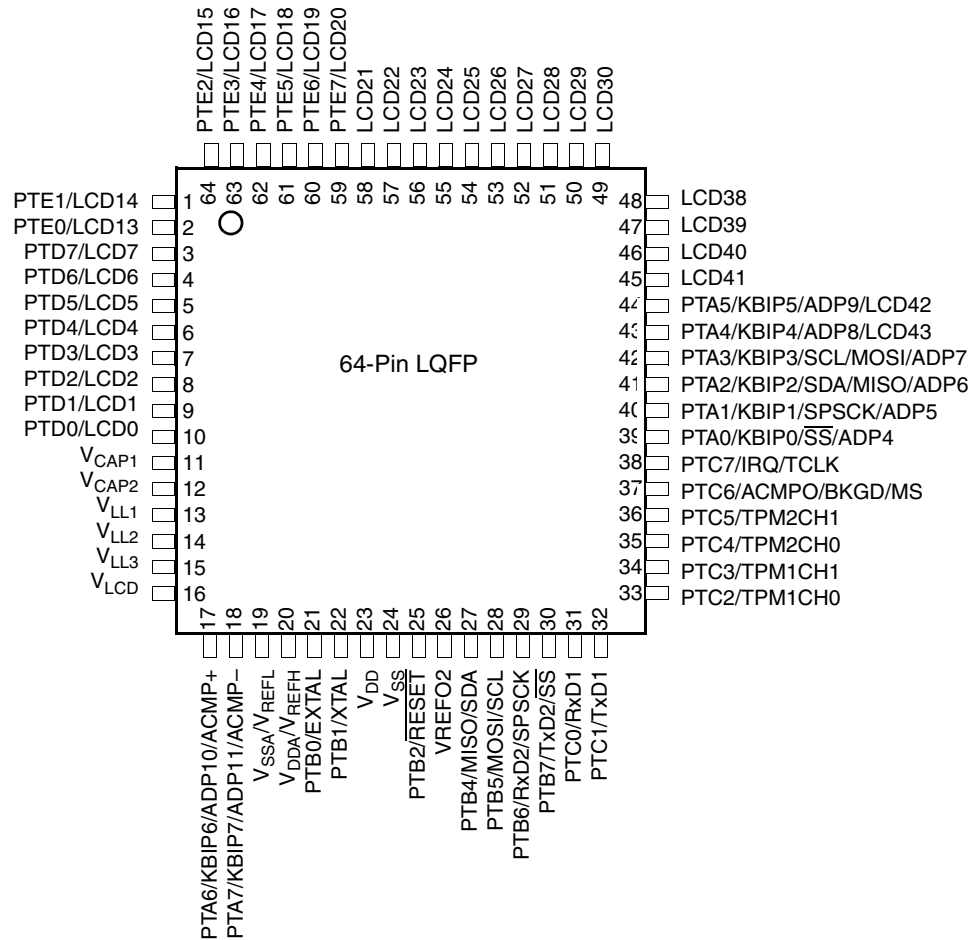 PTE2/LCD15
PTE3/LCD16
PTE4/LCD17
PTE5/LCD18
PTE6/LCD19
PTE7/LCD20
LCD21
LCD22
LCD23
LCD24
LCD25
LCD26
LCD27
LCD28
LCD29
LCD30
64
63
62
61
60
59
58
57
56
55
54
53
52
51
50
49
PTE1/LCD14 1
PTE0/LCD13 2
PTD7/LCD7 3
PTD6/LCD6 4
PTD5/LCD5 5
PTD4/LCD4 6
PTD3/LCD3 7
PTD2/LCD2 8
PTD1/LCD1 9
PTD0/LCD0 10
VCAP1 11
VCAP2 12
VLL1 13
VLL2 14
VLL3 15
VLCD 16
64-Pin LQFP
48 LCD38
47 LCD39
46 LCD40
45 LCD41
44 PTA5/KBIP5/ADP9/LCD42
43 PTA4/KBIP4/ADP8/LCD43
42 PTA3/KBIP3/SCL/MOSI/ADP7
41 PTA2/KBIP2/SDA/MISO/ADP6
40 PTA1/KBIP1/SPSCK/ADP5
39 PTA0/KBIP0/SS/ADP4
38 PTC7/IRQ/TCLK
37 PTC6/ACMPO/BKGD/MS
36 PTC5/TPM2CH1
35 PTC4/TPM2CH0
34 PTC3/TPM1CH1
33 PTC2/TPM1CH0
17
18
19
20
21
22
23
24
25
26
27
28
29
30
31
32
PTA6/KBIP6/ADP10/ACMP+
PTA7/KBIP7/ADP11/ACMP–
VSSA/VREFL
VDDA/VREFH
PTB0/EXTAL
PTB1/XTAL
VDD
VSS
PTB2/RESET
VREFO2
PTB4/MISO/SDA
PTB5/MOSI/SCL
PTB6/RxD2/SPSCK
PTB7/TxD2/SS
PTC0/RxD1
PTC1/TxD1